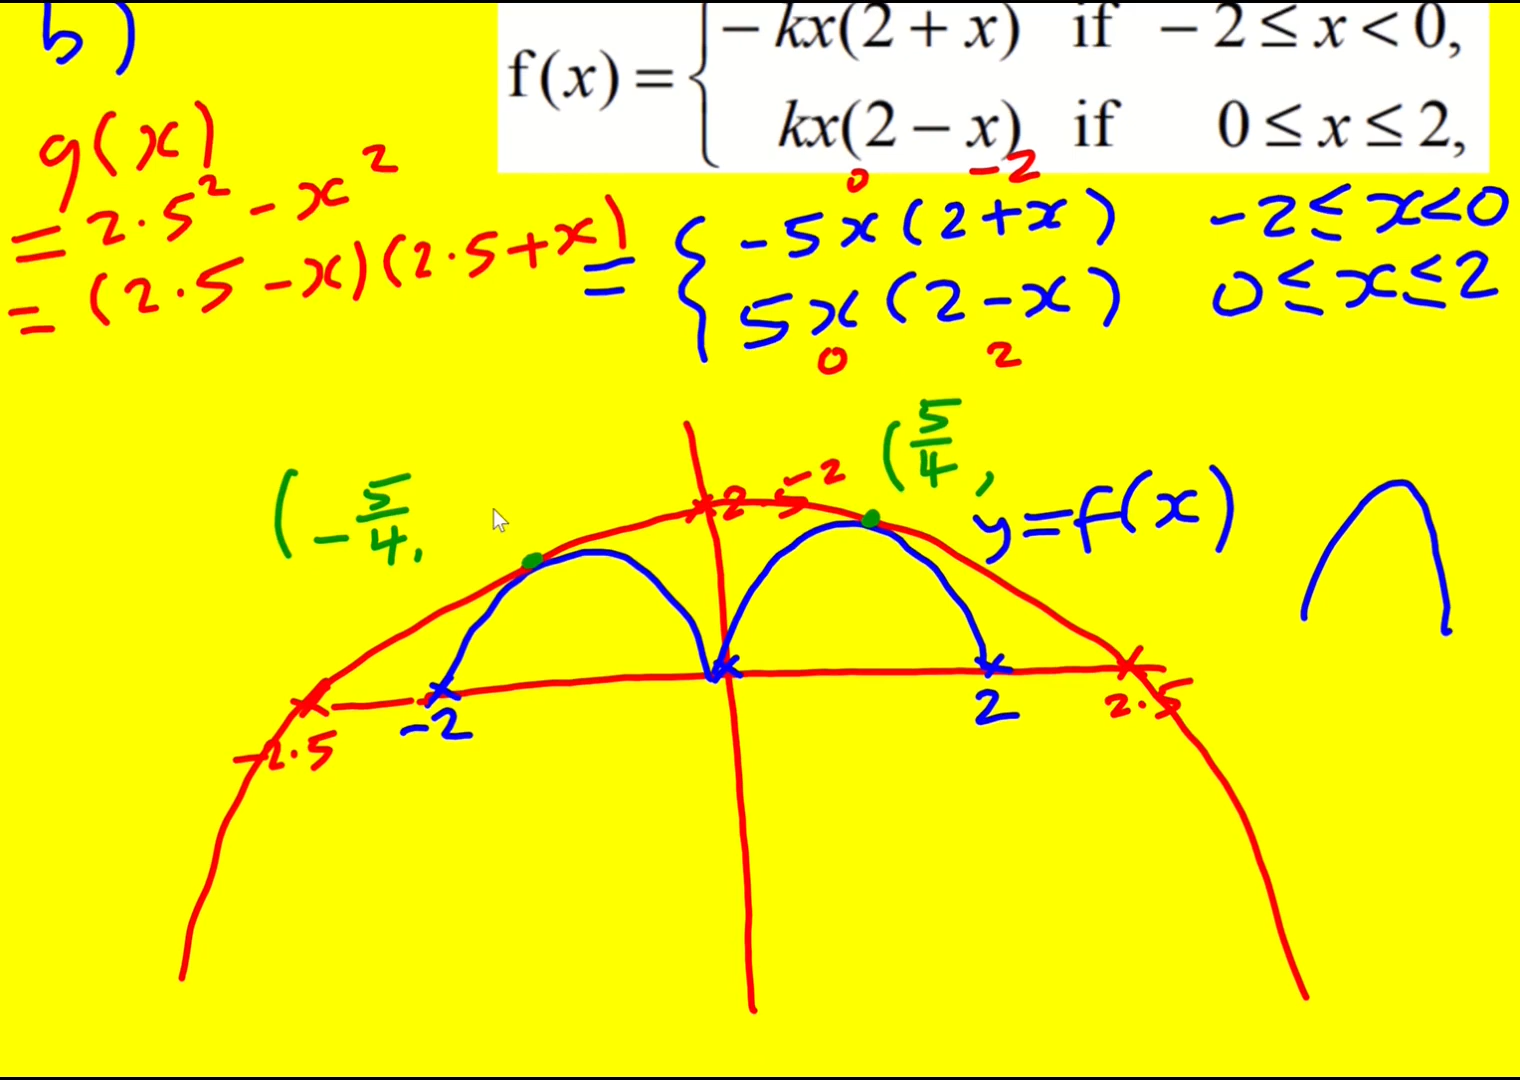 b)
f(x) = { − kx(2 + x) if − 2 ≤ x < 0,
kx(2 − x) if 0 ≤ x ≤ 2,
g(x)
= 2.5² - x²
= (2.5 - x)(2.5 + x)
0 -2
= { -5x(2+x) -2 ≤ x < 0
5x(2-x) 0 ≤ x ≤ 2
0 2
(-5/4,
2.5⁻²
(5/4,
y = f(x)
-2.5
-2
2
2.5